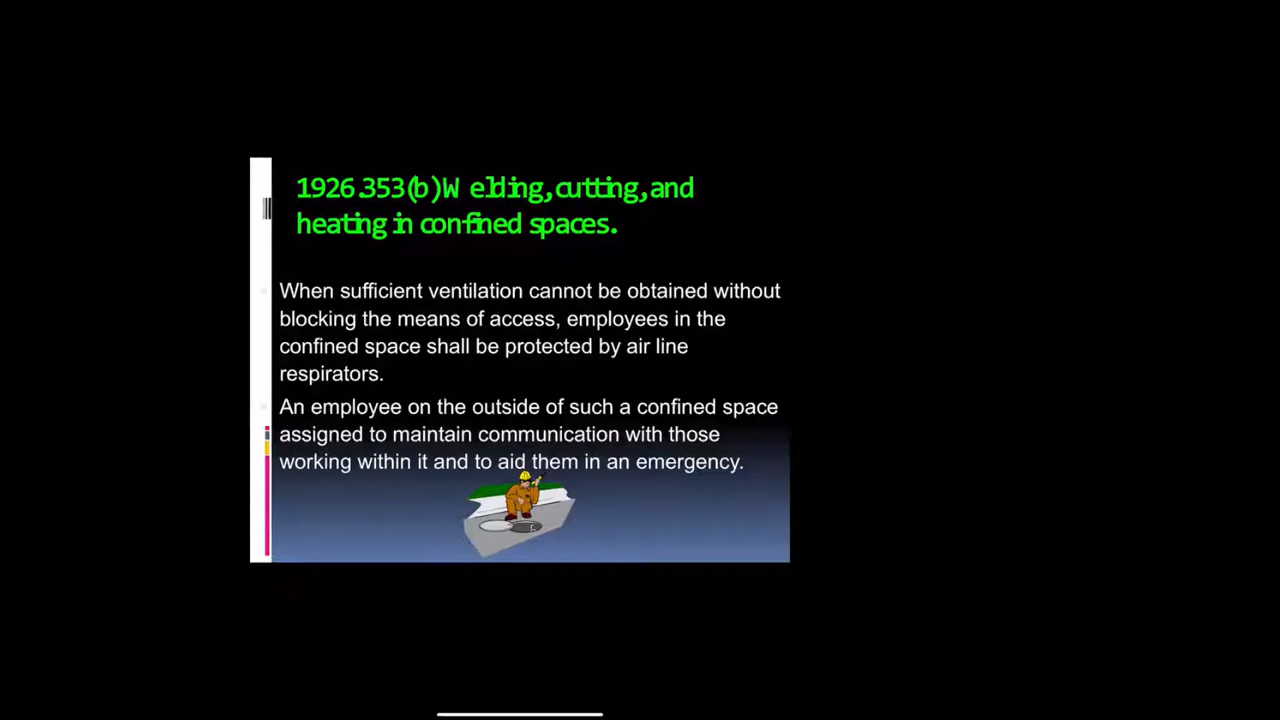 1926.353(b) Welding, cutting, and
heating in confined spaces.
When sufficient ventilation cannot be obtained without
blocking the means of access, employees in the
confined space shall be protected by air line
respirators.
An employee on the outside of such a confined space
assigned to maintain communication with those
working within it and to aid them in an emergency.